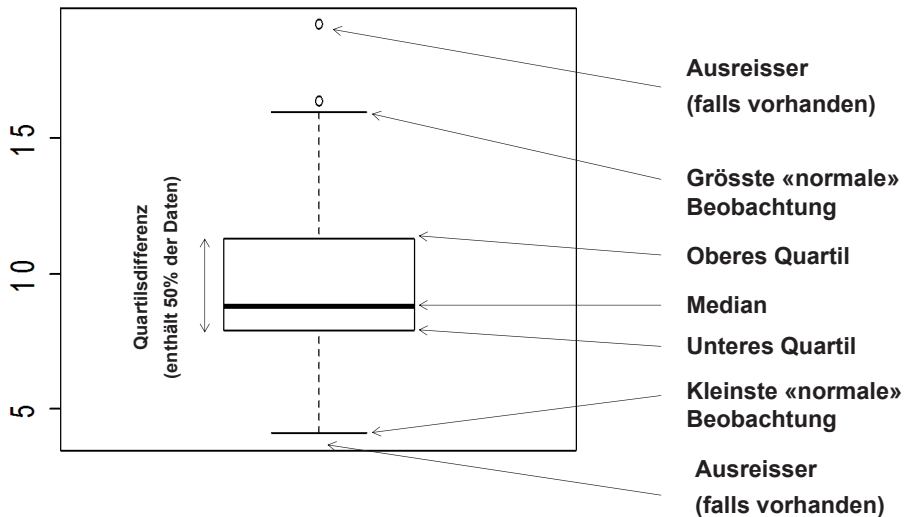 Ausreisser
(falls vorhanden)
15
Grösste «normale»
Beobachtung
Quartilsdifferenz
(enthält 50% der Daten)
Oberes Quartil
10
Median
Unteres Quartil
Kleinste «normale»
Beobachtung
5
Ausreisser
(falls vorhanden)